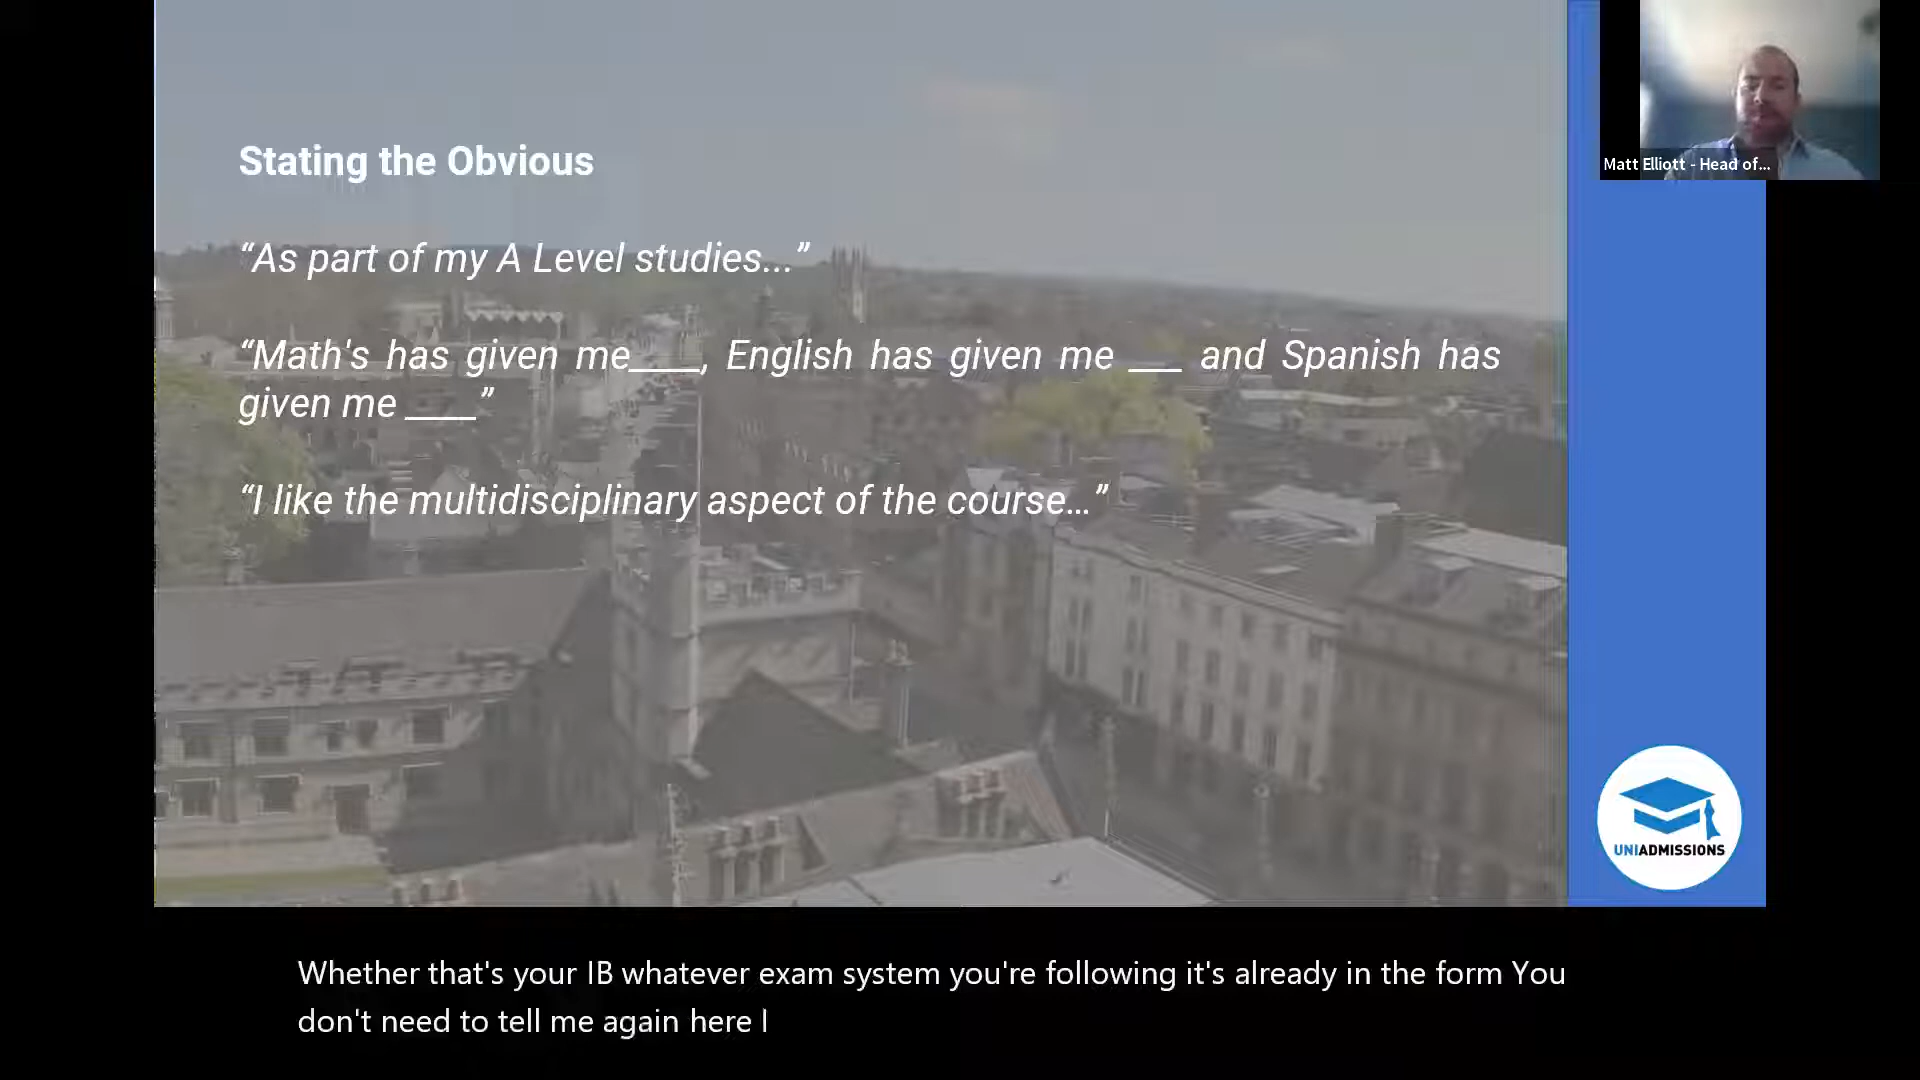 Stating the Obvious
“As part of my A Level studies...”
“Math's has given me____, English has given me ___ and Spanish has
given me ____”
“I like the multidisciplinary aspect of the course…”
Matt Elliott - Head of...
UNIADMISSIONS
Whether that's your IB whatever exam system you're following it's already in the form You
don't need to tell me again here I